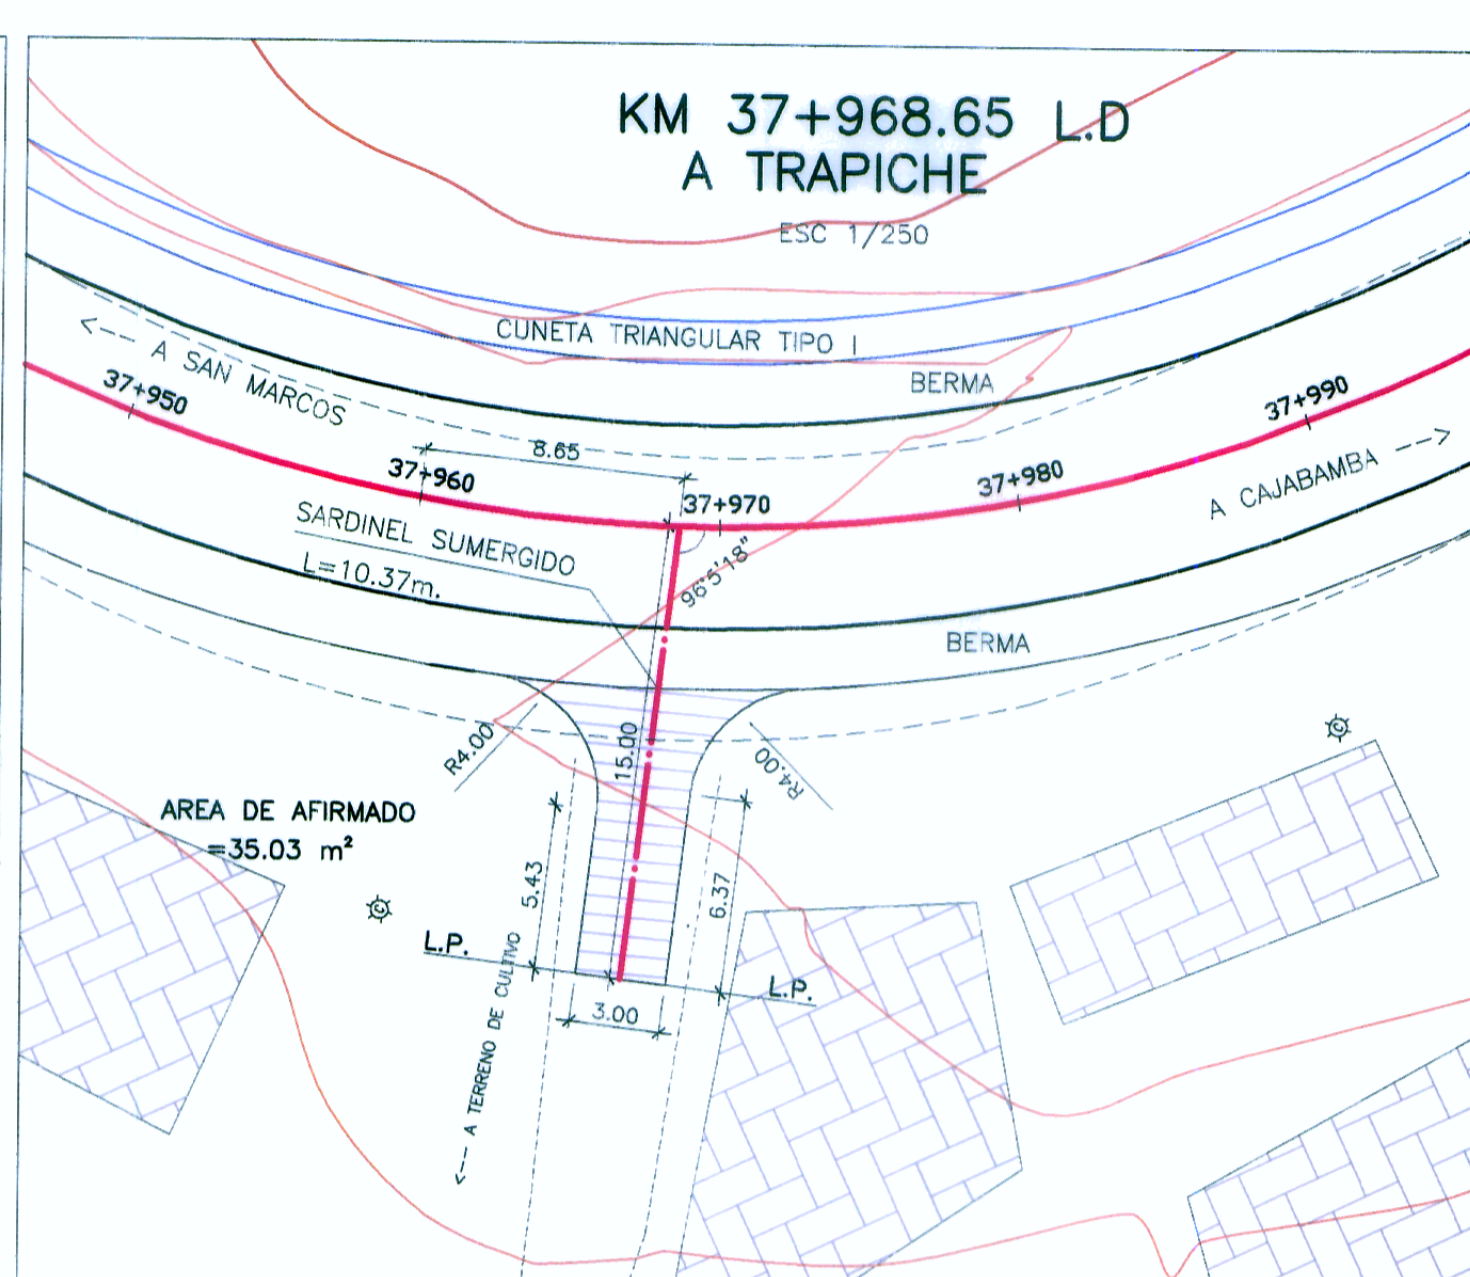 KM 37+968.65 L.D
A TRAPICHE
ESC 1/250
CUNETA TRIANGULAR TIPO I
BERMA
<--- A SAN MARCOS
37+950
8.65
37+960
37+970
37+980
37+990
A CAJABAMBA --->
SARDINEL SUMERGIDO
L=10.37m.
96°5'18"
BERMA
R4.00
15.00
R4.00
AREA DE AFIRMADO
=35.03 m²
5.43
6.37
L.P.
L.P.
3.00
<--- A TERRENO DE CULTIVO